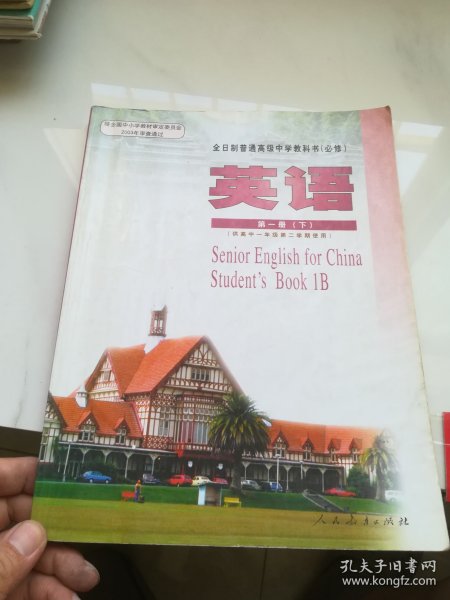 经全国中小学教材审定委员会
2003年审查通过
全日制普通高级中学教科书(必修)
英语
第一册(下)
(供高中一年级第二学期使用)
Senior English for China
Student's Book 1B
人民教育出版社
孔夫子旧书网
www.kongfz.com